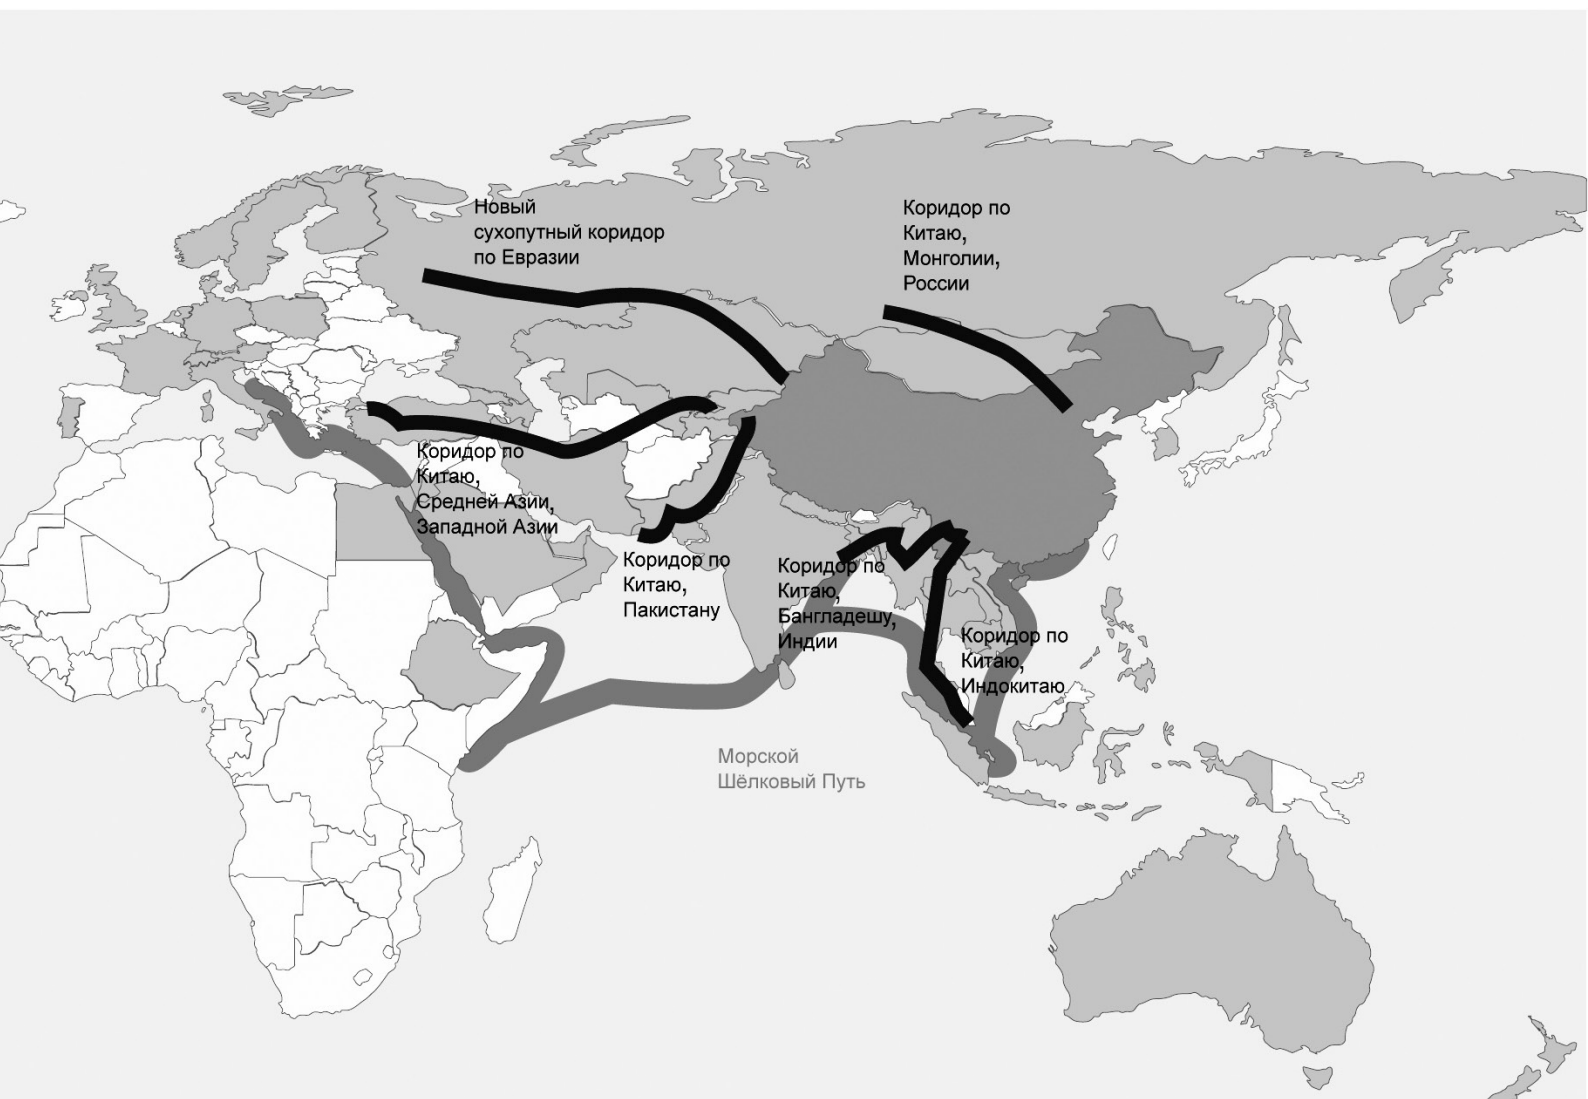 Новый
сухопутный коридор
по Евразии
Коридор по
Китаю,
Монголии,
России
Коридор по
Китаю,
Средней Азии,
Западной Азии
Коридор по
Китаю,
Пакистану
Коридор по
Китаю,
Бангладешу,
Индии
Коридор по
Китаю,
Индокитаю
Морской
Шёлковый Путь